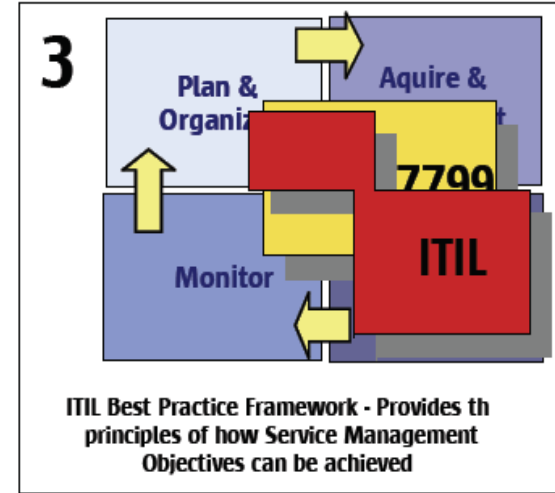 3
Plan &
Organiz
Aquire &
t
7799
ITIL
Monitor
ITIL Best Practice Framework - Provides th
principles of how Service Management
Objectives can be achieved